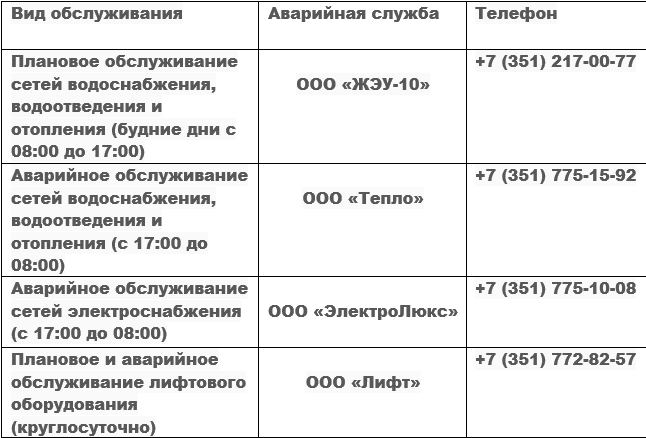 Вид обслуживания
Аварийная служба
Телефон
Плановое обслуживание
сетей водоснабжения,
водоотведения и
отопления (будние дни с
08:00 до 17:00)
ООО «ЖЭУ-10»
+7 (351) 217-00-77
Аварийное обслуживание
сетей водоснабжения,
водоотведения и
отопления (с 17:00 до
08:00)
ООО «Тепло»
+7 (351) 775-15-92
Аварийное обслуживание
сетей электроснабжения
(с 17:00 до 08:00)
ООО «ЭлектроЛюкс»
+7 (351) 775-10-08
Плановое и аварийное
обслуживание лифтового
оборудования
(круглосуточно)
ООО «Лифт»
+7 (351) 772-82-57